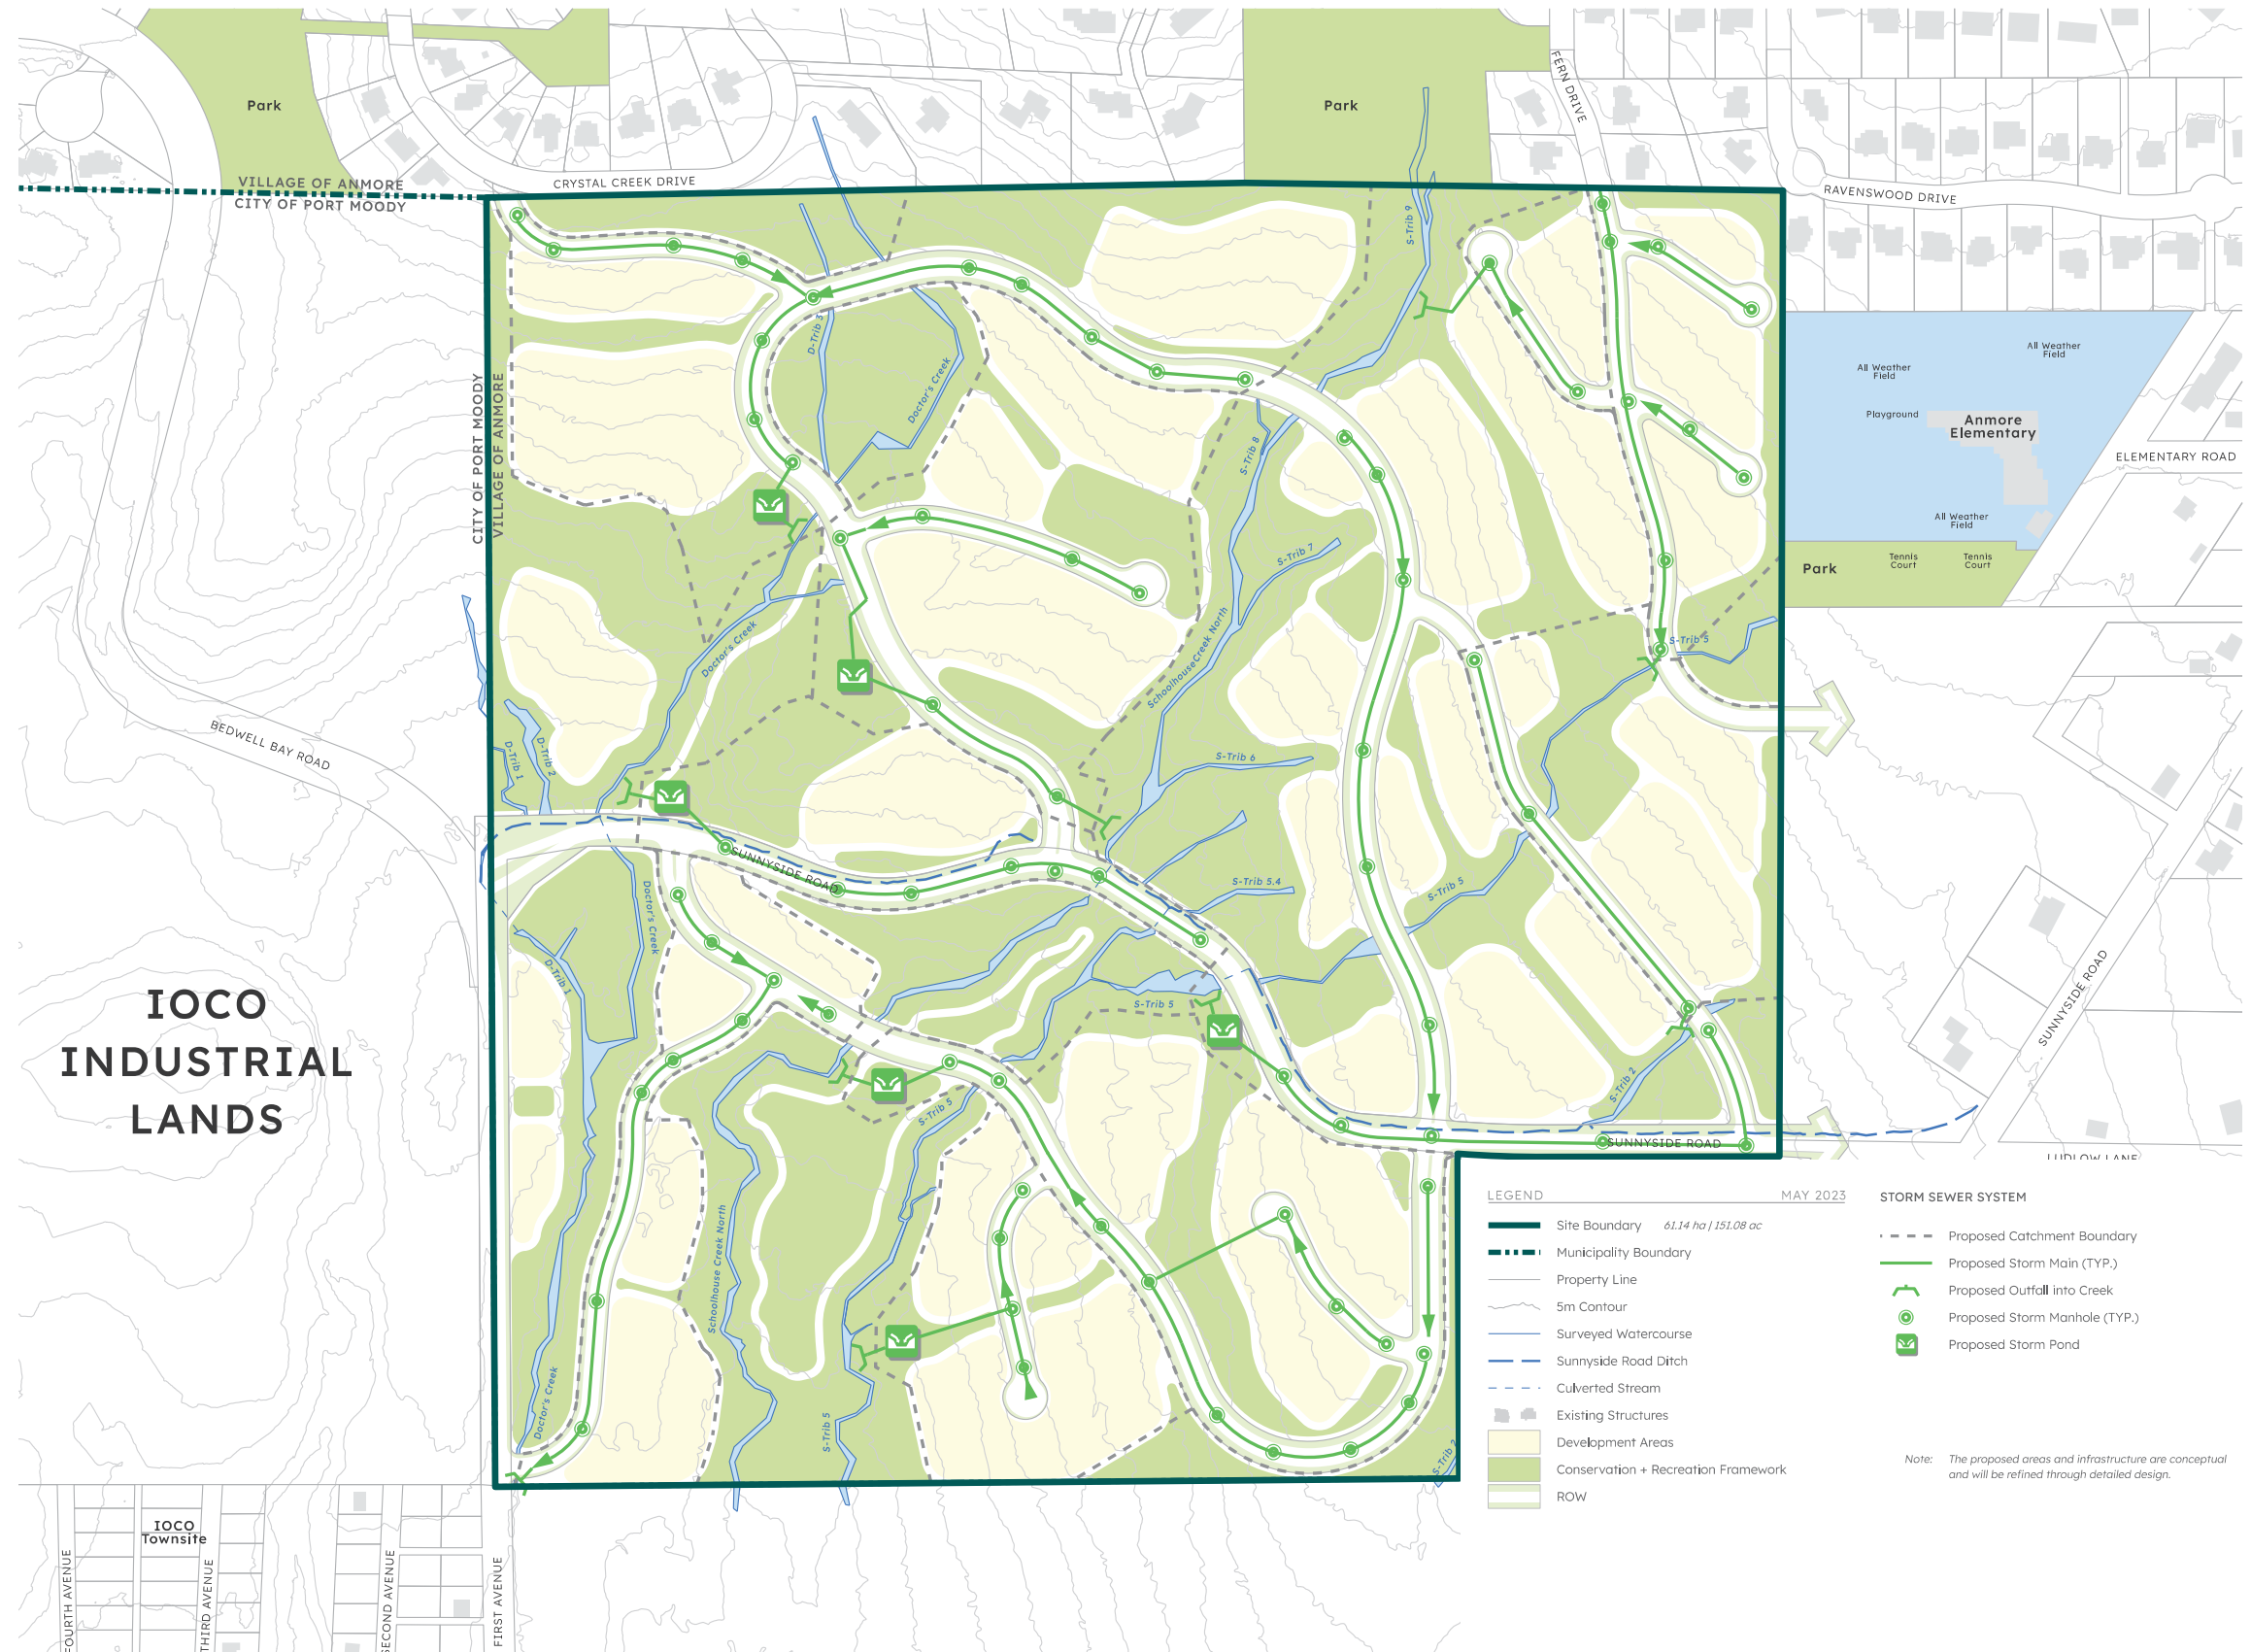 Park
Park
FERN DRIVE
VILLAGE OF ANMORE
CITY OF PORT MOODY
CRYSTAL CREEK DRIVE
RAVENSWOOD DRIVE
S-Trib 9
D-Trib 3
Doctor's Creek
All Weather
Field
All Weather
Field
Playground
Anmore
Elementary
ELEMENTARY ROAD
CITY OF PORT MOODY
VILLAGE OF ANMORE
S-Trib 8
All Weather
Field
S-Trib 7
Park
Tennis
Court
Tennis
Court
Doctor's Creek
Schoolhouse Creek North
S-Trib 5
BEDWELL BAY ROAD
D-Trib 1
D-Trib 2
S-Trib 6
SUNNYSIDE ROAD
S-Trib 5.4
S-Trib 5
Doctor's Creek
D-Trib 1
S-Trib 5
SUNNYSIDE ROAD
IOCO
INDUSTRIAL
LANDS
S-Trib 5
S-Trib 2
SUNNYSIDE ROAD
LUDLOW LANE
Schoolhouse Creek North
Doctor's Creek
S-Trib 5
S-Trib 2
LEGEND
MAY 2023
Site Boundary 61.14 ha | 151.08 ac
Municipality Boundary
Property Line
5m Contour
Surveyed Watercourse
Sunnyside Road Ditch
Culverted Stream
Existing Structures
Development Areas
Conservation + Recreation Framework
ROW
STORM SEWER SYSTEM
Proposed Catchment Boundary
Proposed Storm Main (TYP.)
Proposed Outfall into Creek
Proposed Storm Manhole (TYP.)
Proposed Storm Pond
Note: The proposed areas and infrastructure are conceptual
and will be refined through detailed design.
IOCO
Townsite
FOURTH AVENUE
THIRD AVENUE
SECOND AVENUE
FIRST AVENUE